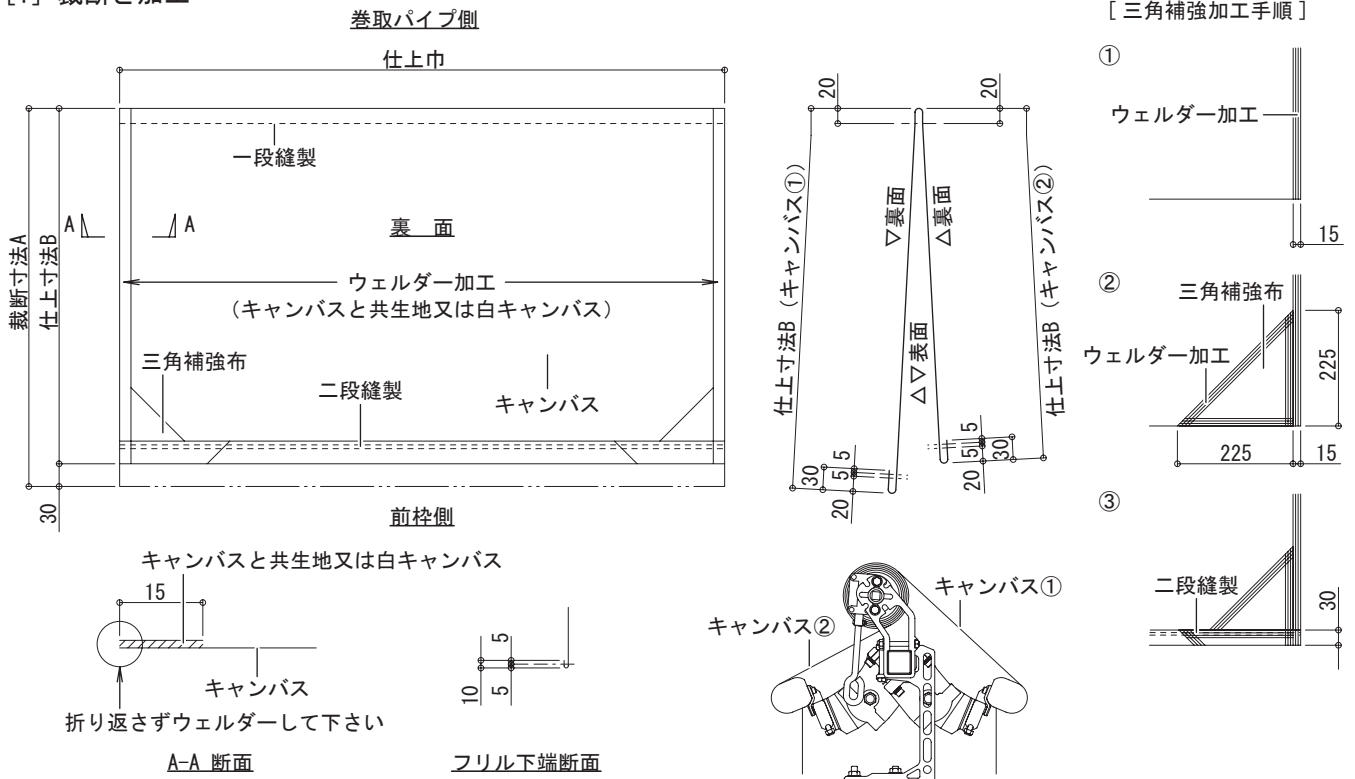 巻取パイプ側
仕上巾
一段縫製
A A
裏 面
裁断寸法A
仕上寸法B
ウェルダー加工
(キャンバスと共生地又は白キャンバス)
三角補強布
二段縫製
キャンバス
30
前枠側
キャンバスと共生地又は白キャンバス
15
キャンバス
折り返さずウェルダーして下さい
A-A 断面
5
10
5
フリル下端断面
20
20
仕上寸法B (キャンバス①)
▽裏面
△裏面
△▽表面
仕上寸法B (キャンバス②)
30
5
5
20
5
5
30
20
キャンバス①
キャンバス②
[ 三角補強加工手順 ]
①
ウェルダー加工
15
②
三角補強布
ウェルダー加工
225
225
15
③
二段縫製
30